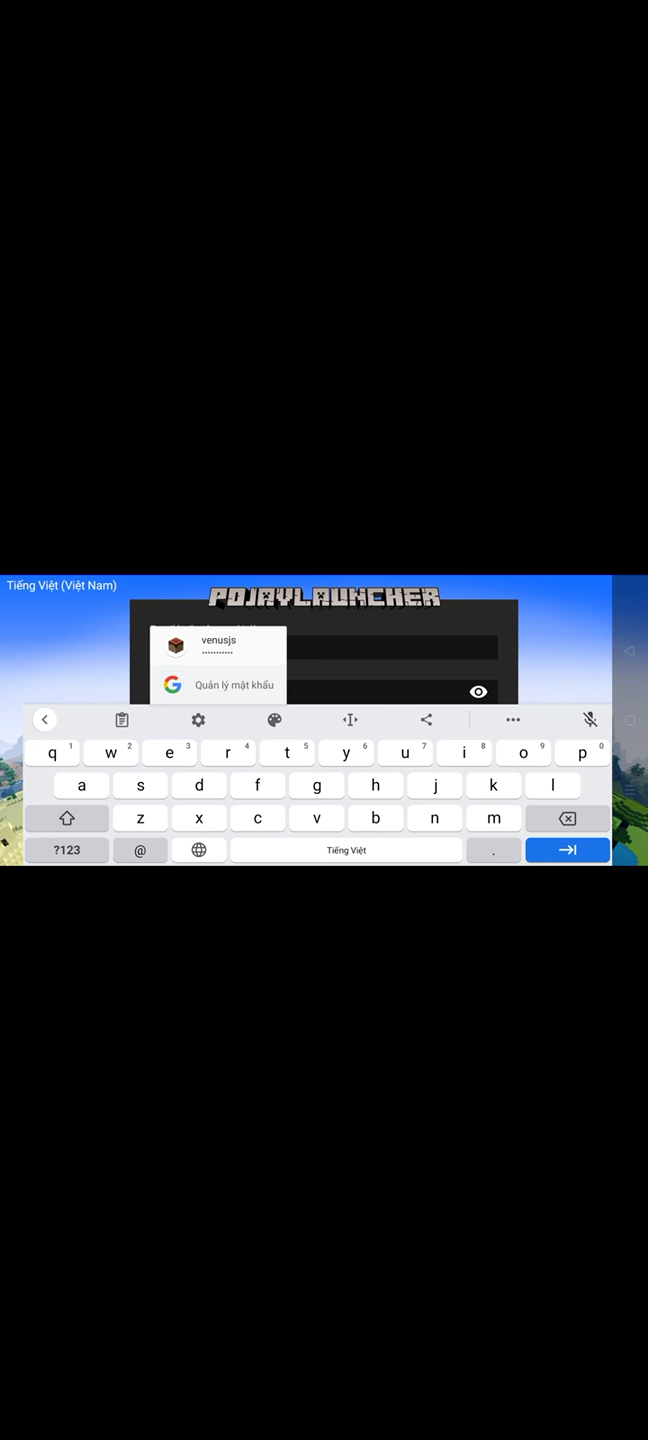 Tiếng Việt (Việt Nam)
POJAVLAUNCHER
venusjs
•••••••••••
Quản lý mật khẩu
q 1 w 2 e 3 r 4 t 5 y 6 u 7 i 8 o 9 p 0
a s d f g h j k l
z x c v b n m
?123 @ Tiếng Việt .